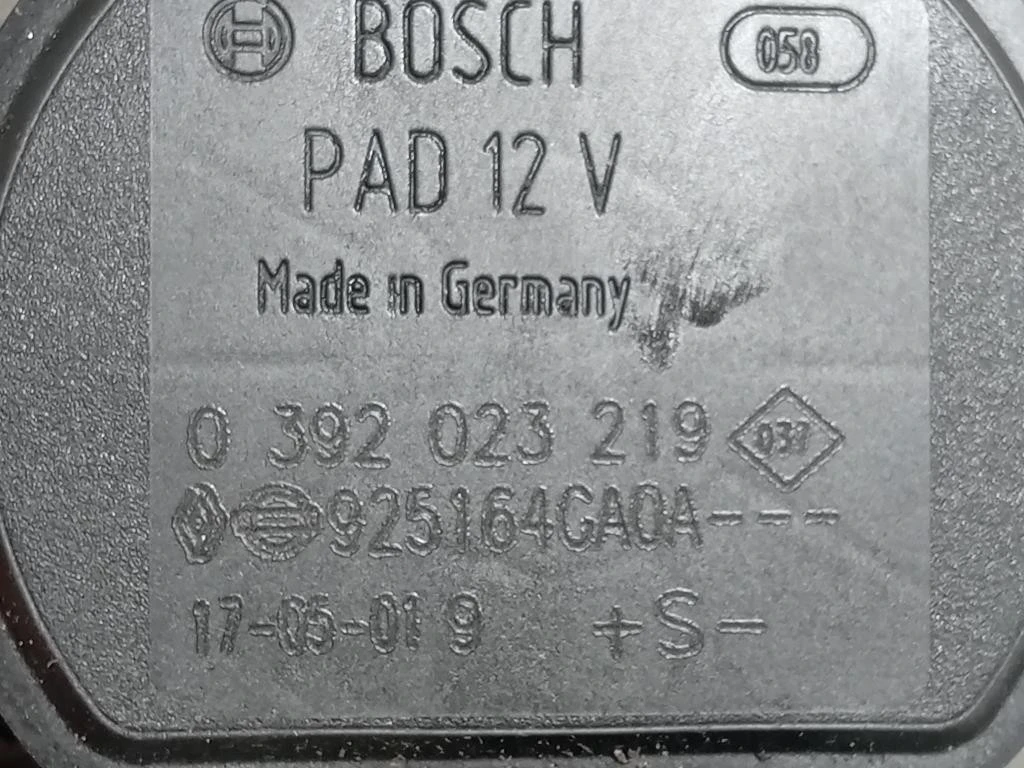 BOSCH 058
PAD 12 V
Made in Germany
0 392 023 219 037
925164GA0A---
17-05-01 9 +S-